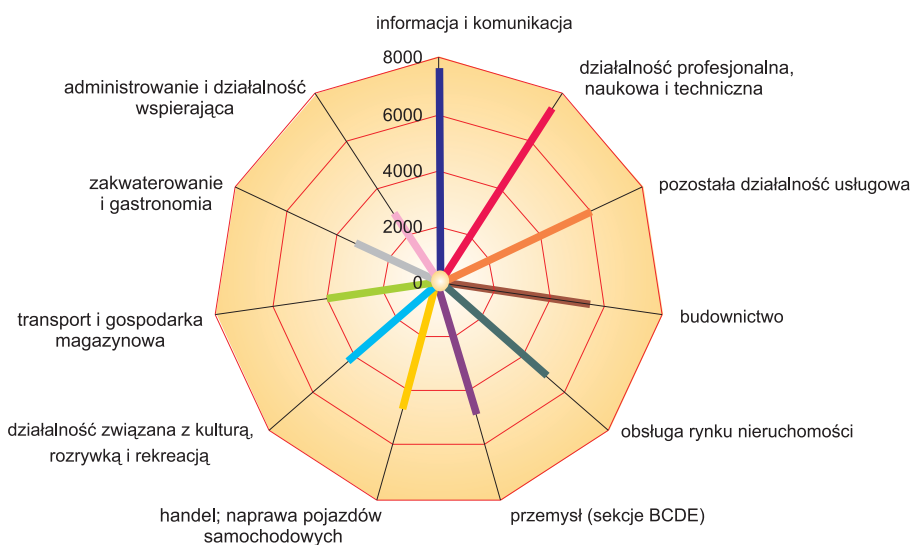 informacja i komunikacja
działalność profesjonalna,
naukowa i techniczna
pozostała działalność usługowa
budownictwo
obsługa rynku nieruchomości
przemysł (sekcje BCDE)
handel; naprawa pojazdów
samochodowych
działalność związana z kulturą,
rozrywką i rekreacją
transport i gospodarka
magazynowa
zakwaterowanie
i gastronomia
administrowanie i działalność
wspierająca
8000
6000
4000
2000
0